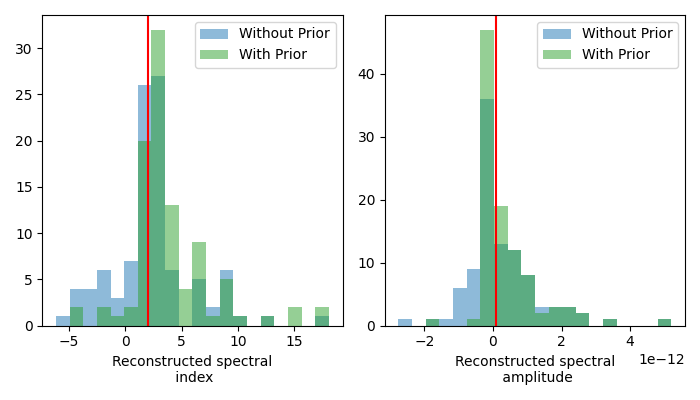 Without Prior
With Prior
30
25
20
15
10
5
0
−5
0
5
10
15
Reconstructed spectral
index
Without Prior
With Prior
40
30
20
10
0
−2
0
2
4
1e−12
Reconstructed spectral
amplitude